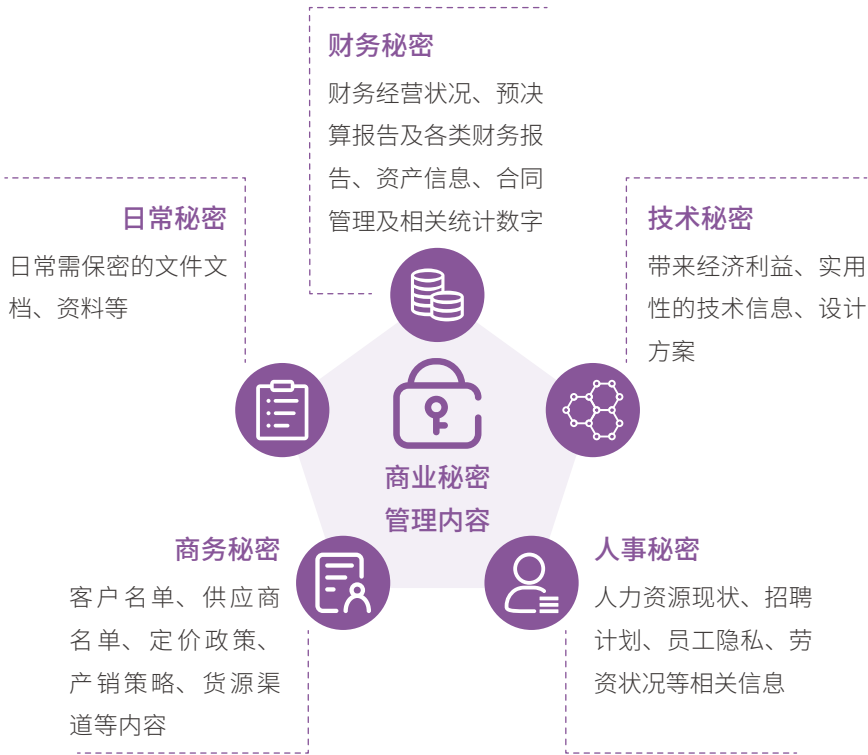 财务秘密
财务经营状况、预决
算报告及各类财务报
告、资产信息、合同
管理及相关统计数字
日常秘密
日常需保密的文件文
档、资料等
技术秘密
带来经济利益、实用
性的技术信息、设计
方案
商业秘密
管理内容
商务秘密
客户名单、供应商
名单、定价政策、
产销策略、货源渠
道等内容
人事秘密
人力资源现状、招聘
计划、员工隐私、劳
资状况等相关信息